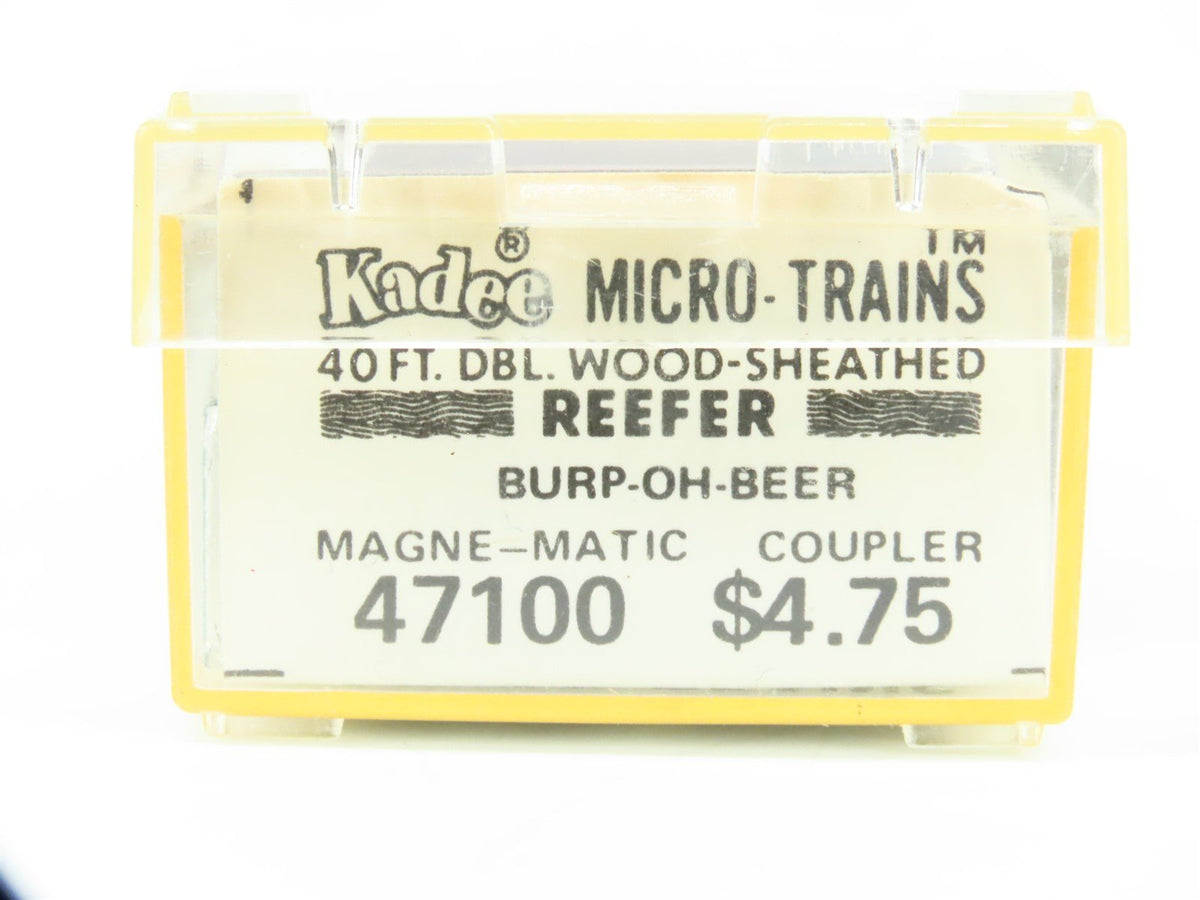 Kadee® MICRO-TRAINS™
40 FT. DBL. WOOD-SHEATHED
REEFER
BURP-OH-BEER
MAGNE-MATIC COUPLER
47100 $4.75